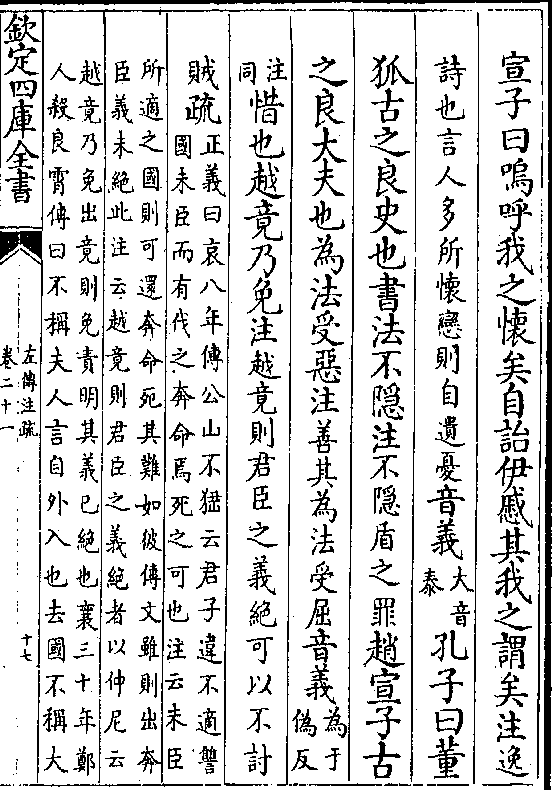 宣子曰嗚呼我之懷矣自詒伊慼其我之謂矣注逸
詩也言人多所懷戀則自遺憂音義大音泰孔子曰董
狐古之良史也書法不隠注不隠盾之罪趙宣子古
之良大夫也為法受惡注善其為法受屈音義為于偽反
注同惜也越竟乃免注越竟則君臣之義絶可以不討
賊疏正義曰哀八年傳公山不狃云君子違不適讐
國未臣而有伐之奔命焉死之可也注云未臣
所適之國則可還奔命死其難如彼傳文雖則出奔
臣義未絶此注云越竟則君臣之義絶者以仲尼云
越竟乃免出竟則免責明其義已絶也襄三十年鄭
人殺良霄傳曰不稱夫人言自外入也去國不稱大
欽定四庫全書
左傳注疏
卷二十一
十七